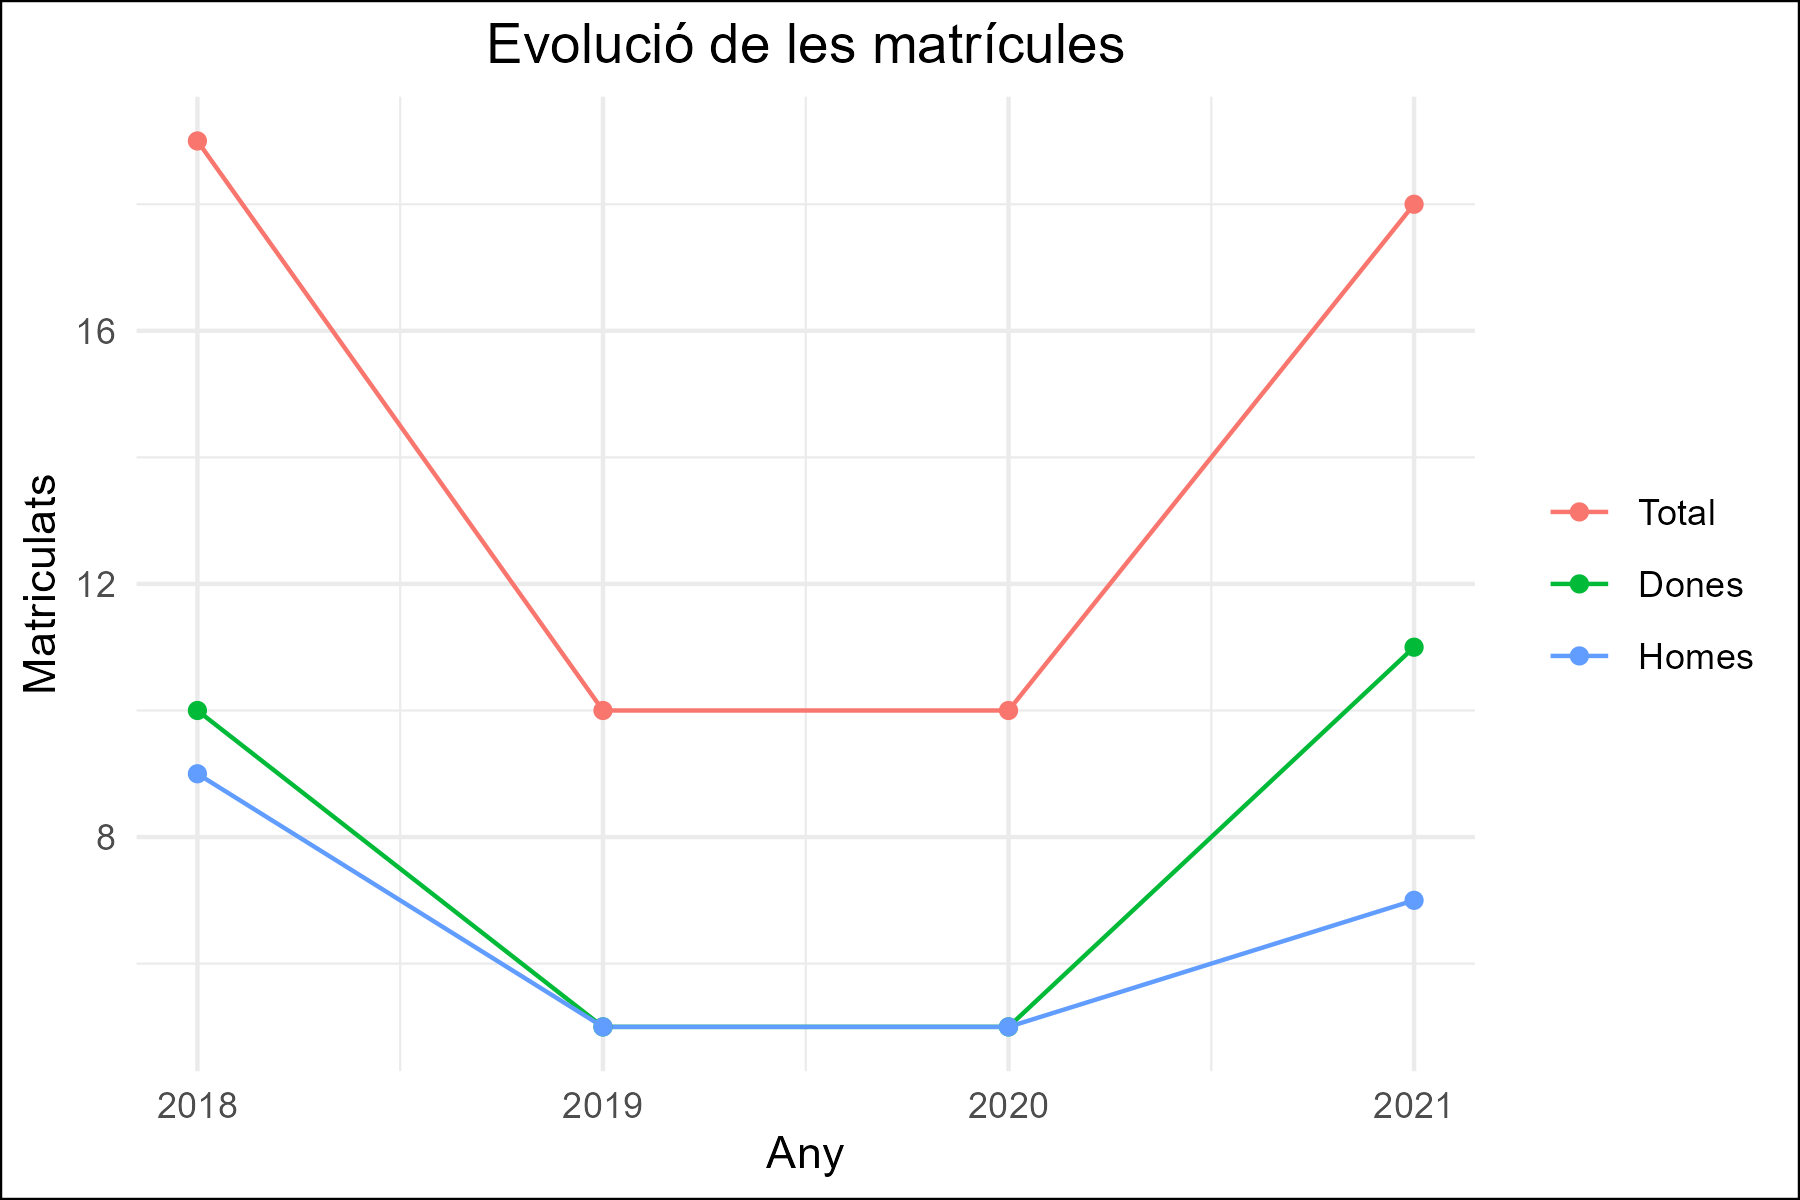 Evolució de les matrícules
Matriculats
16
12
8
2018 2019 2020 2021
Any
Total
Dones
Homes